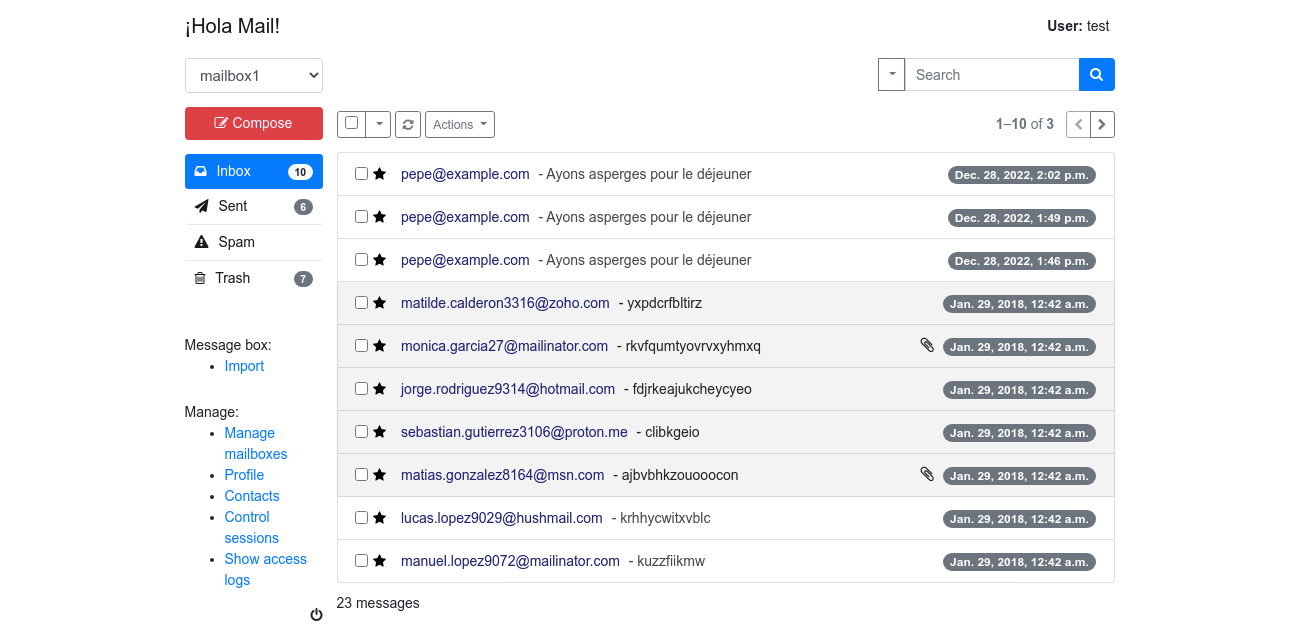 ¡Hola Mail!
User: test
mailbox1
Search
Compose
Actions
1–10 of 3
Inbox 10
Sent 6
Spam
Trash 7
Message box:
Import
Manage:
Manage
mailboxes
Profile
Contacts
Control
sessions
Show access
logs
pepe@example.com - Ayons asperges pour le déjeuner Dec. 28, 2022, 2:02 p.m.
pepe@example.com - Ayons asperges pour le déjeuner Dec. 28, 2022, 1:49 p.m.
pepe@example.com - Ayons asperges pour le déjeuner Dec. 28, 2022, 1:46 p.m.
matilde.calderon3316@zoho.com - yxpdcrfbltirz Jan. 29, 2018, 12:42 a.m.
monica.garcia27@mailinator.com - rkvfqumtyovrvxyhmxq Jan. 29, 2018, 12:42 a.m.
jorge.rodriguez9314@hotmail.com - fdjrkeajukcheycyeo Jan. 29, 2018, 12:42 a.m.
sebastian.gutierrez3106@proton.me - clibkgeio Jan. 29, 2018, 12:42 a.m.
matias.gonzalez8164@msn.com - ajbvbhkzouooocon Jan. 29, 2018, 12:42 a.m.
lucas.lopez9029@hushmail.com - krhhycwitxvblc Jan. 29, 2018, 12:42 a.m.
manuel.lopez9072@mailinator.com - kuzzfiikmw Jan. 29, 2018, 12:42 a.m.
23 messages